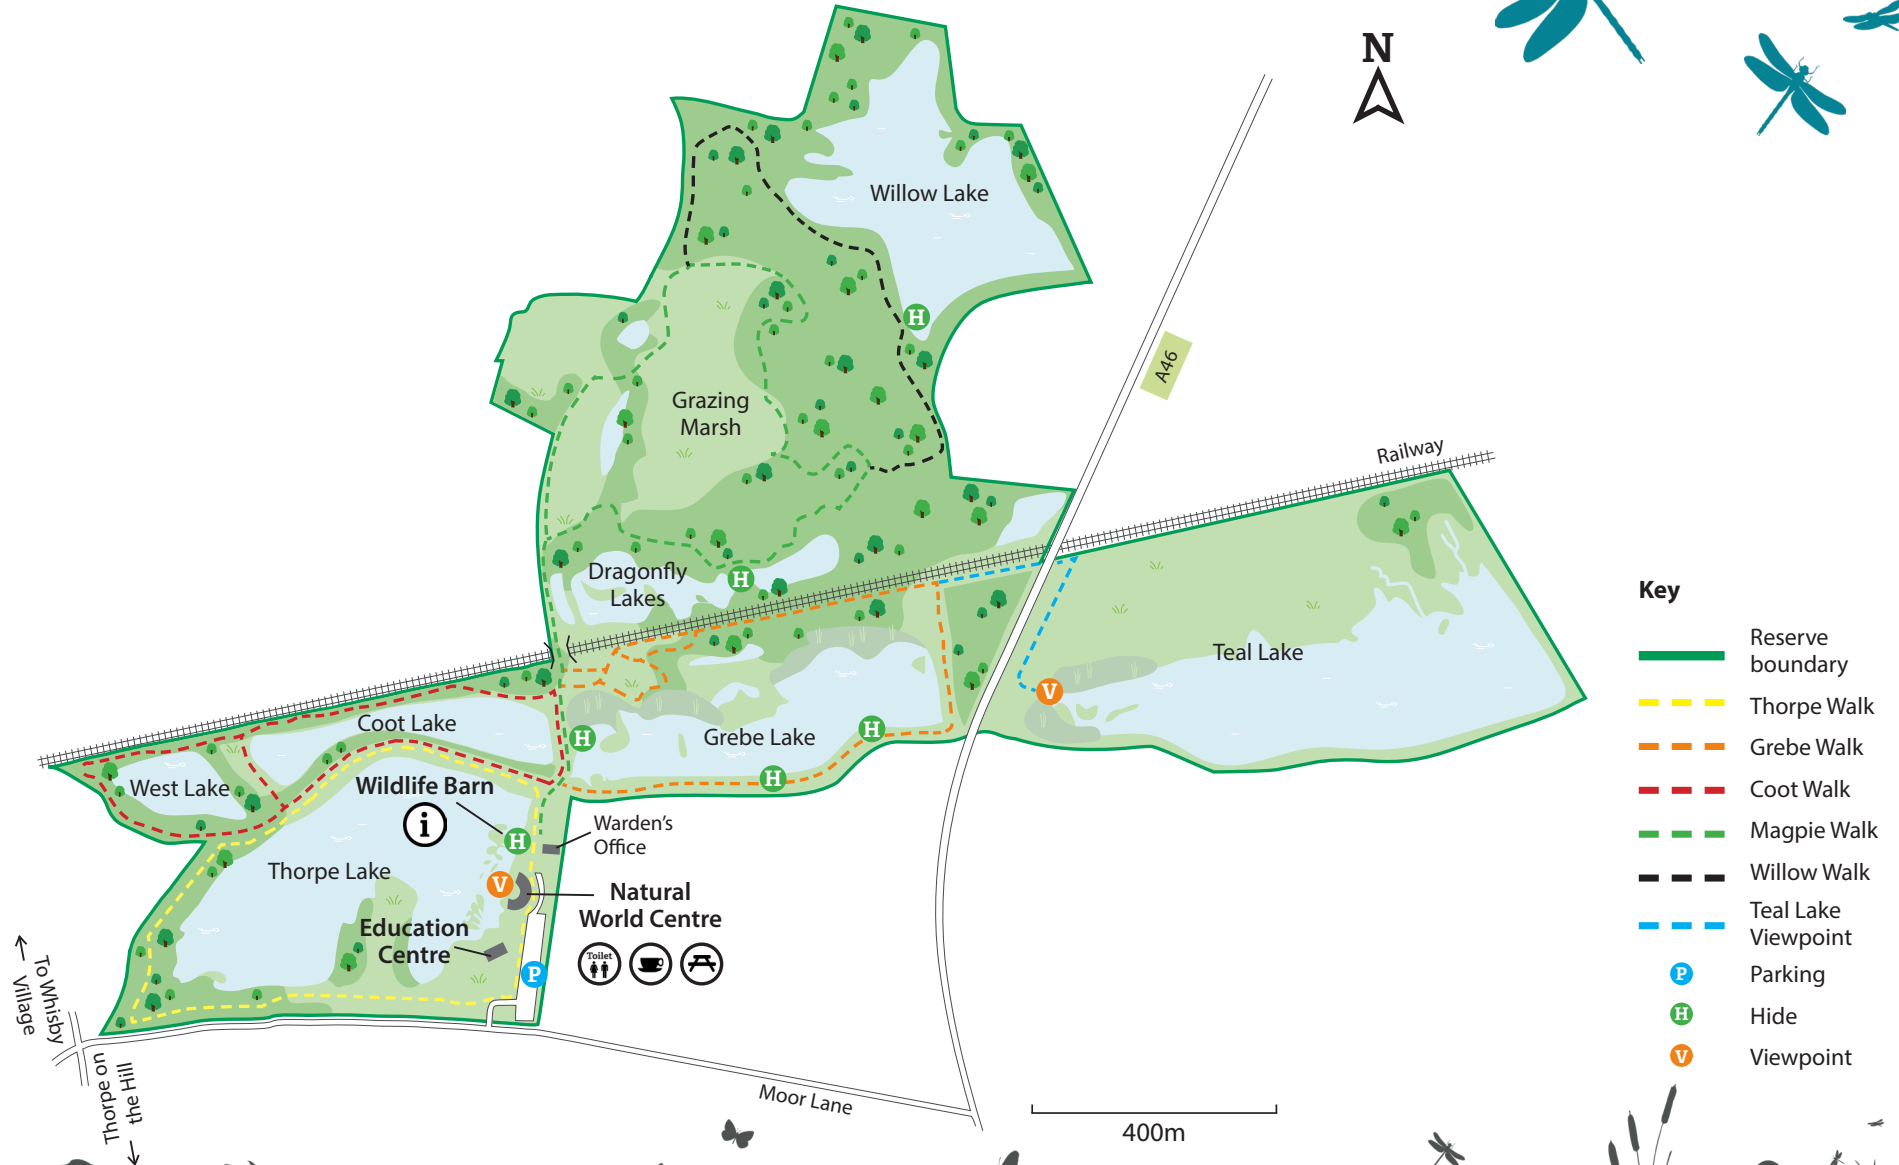 N
Willow Lake
A46
Grazing
Marsh
Railway
H
Dragonfly
Lakes
H
Teal Lake
V
Coot Lake
H
Grebe Lake
H
H
West Lake
Wildlife Barn
i
H
Warden's
Office
Thorpe Lake
V
Natural
World Centre
Education
Centre
Toilet
P
To Whisby
Village
Thorpe on
the Hill
Moor Lane
400m
Key
Reserve
boundary
Thorpe Walk
Grebe Walk
Coot Walk
Magpie Walk
Willow Walk
Teal Lake
Viewpoint
P Parking
H Hide
V Viewpoint